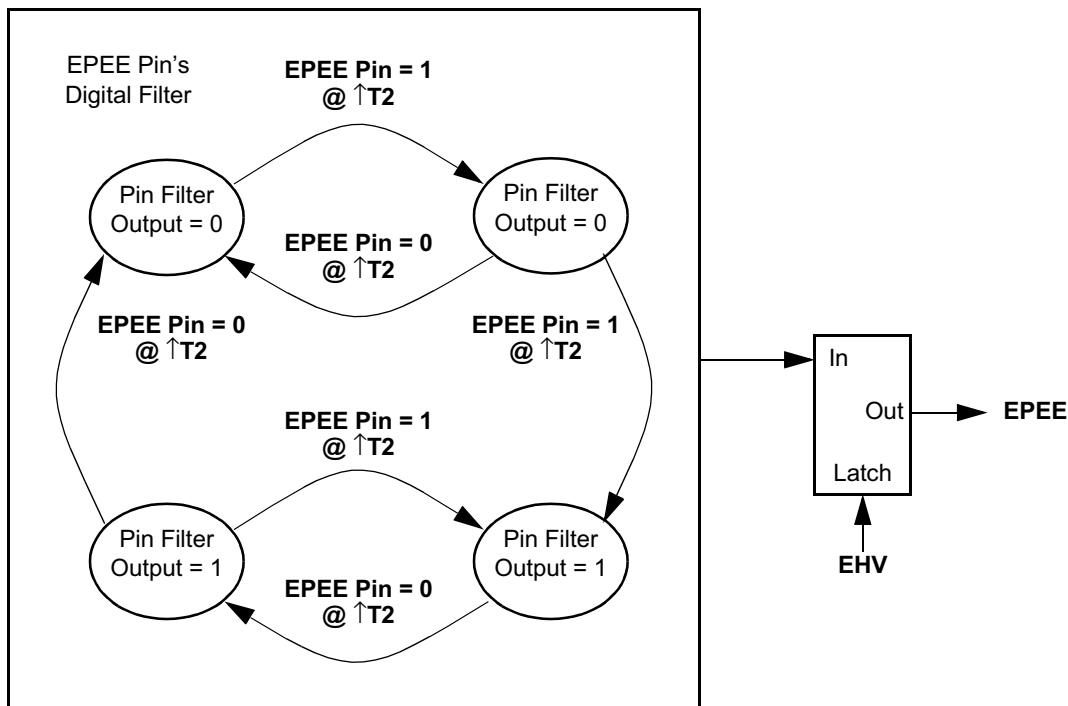 EPEE Pin's
Digital Filter
EPEE Pin = 1
@ ↑T2
Pin Filter
Output = 0
Pin Filter
Output = 0
EPEE Pin = 0
@ ↑T2
EPEE Pin = 0
@ ↑T2
EPEE Pin = 1
@ ↑T2
In
Out
Latch
EPEE
EHV
EPEE Pin = 1
@ ↑T2
Pin Filter
Output = 1
Pin Filter
Output = 1
EPEE Pin = 0
@ ↑T2